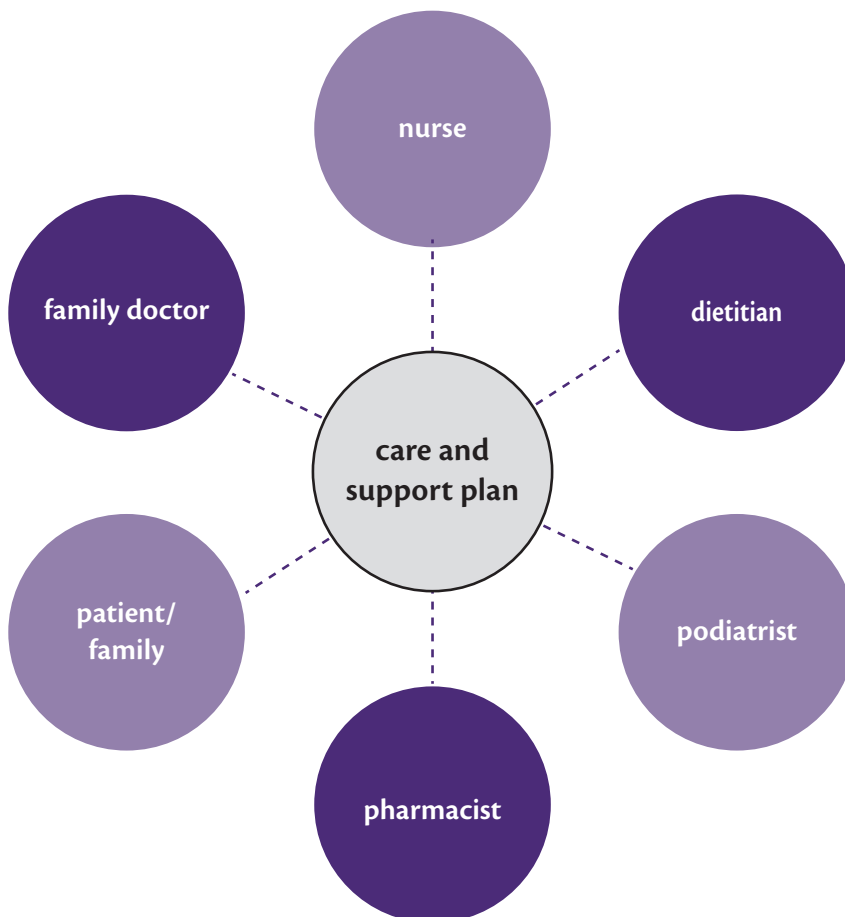 nurse
family doctor
dietitian
care and
support plan
patient/
family
podiatrist
pharmacist